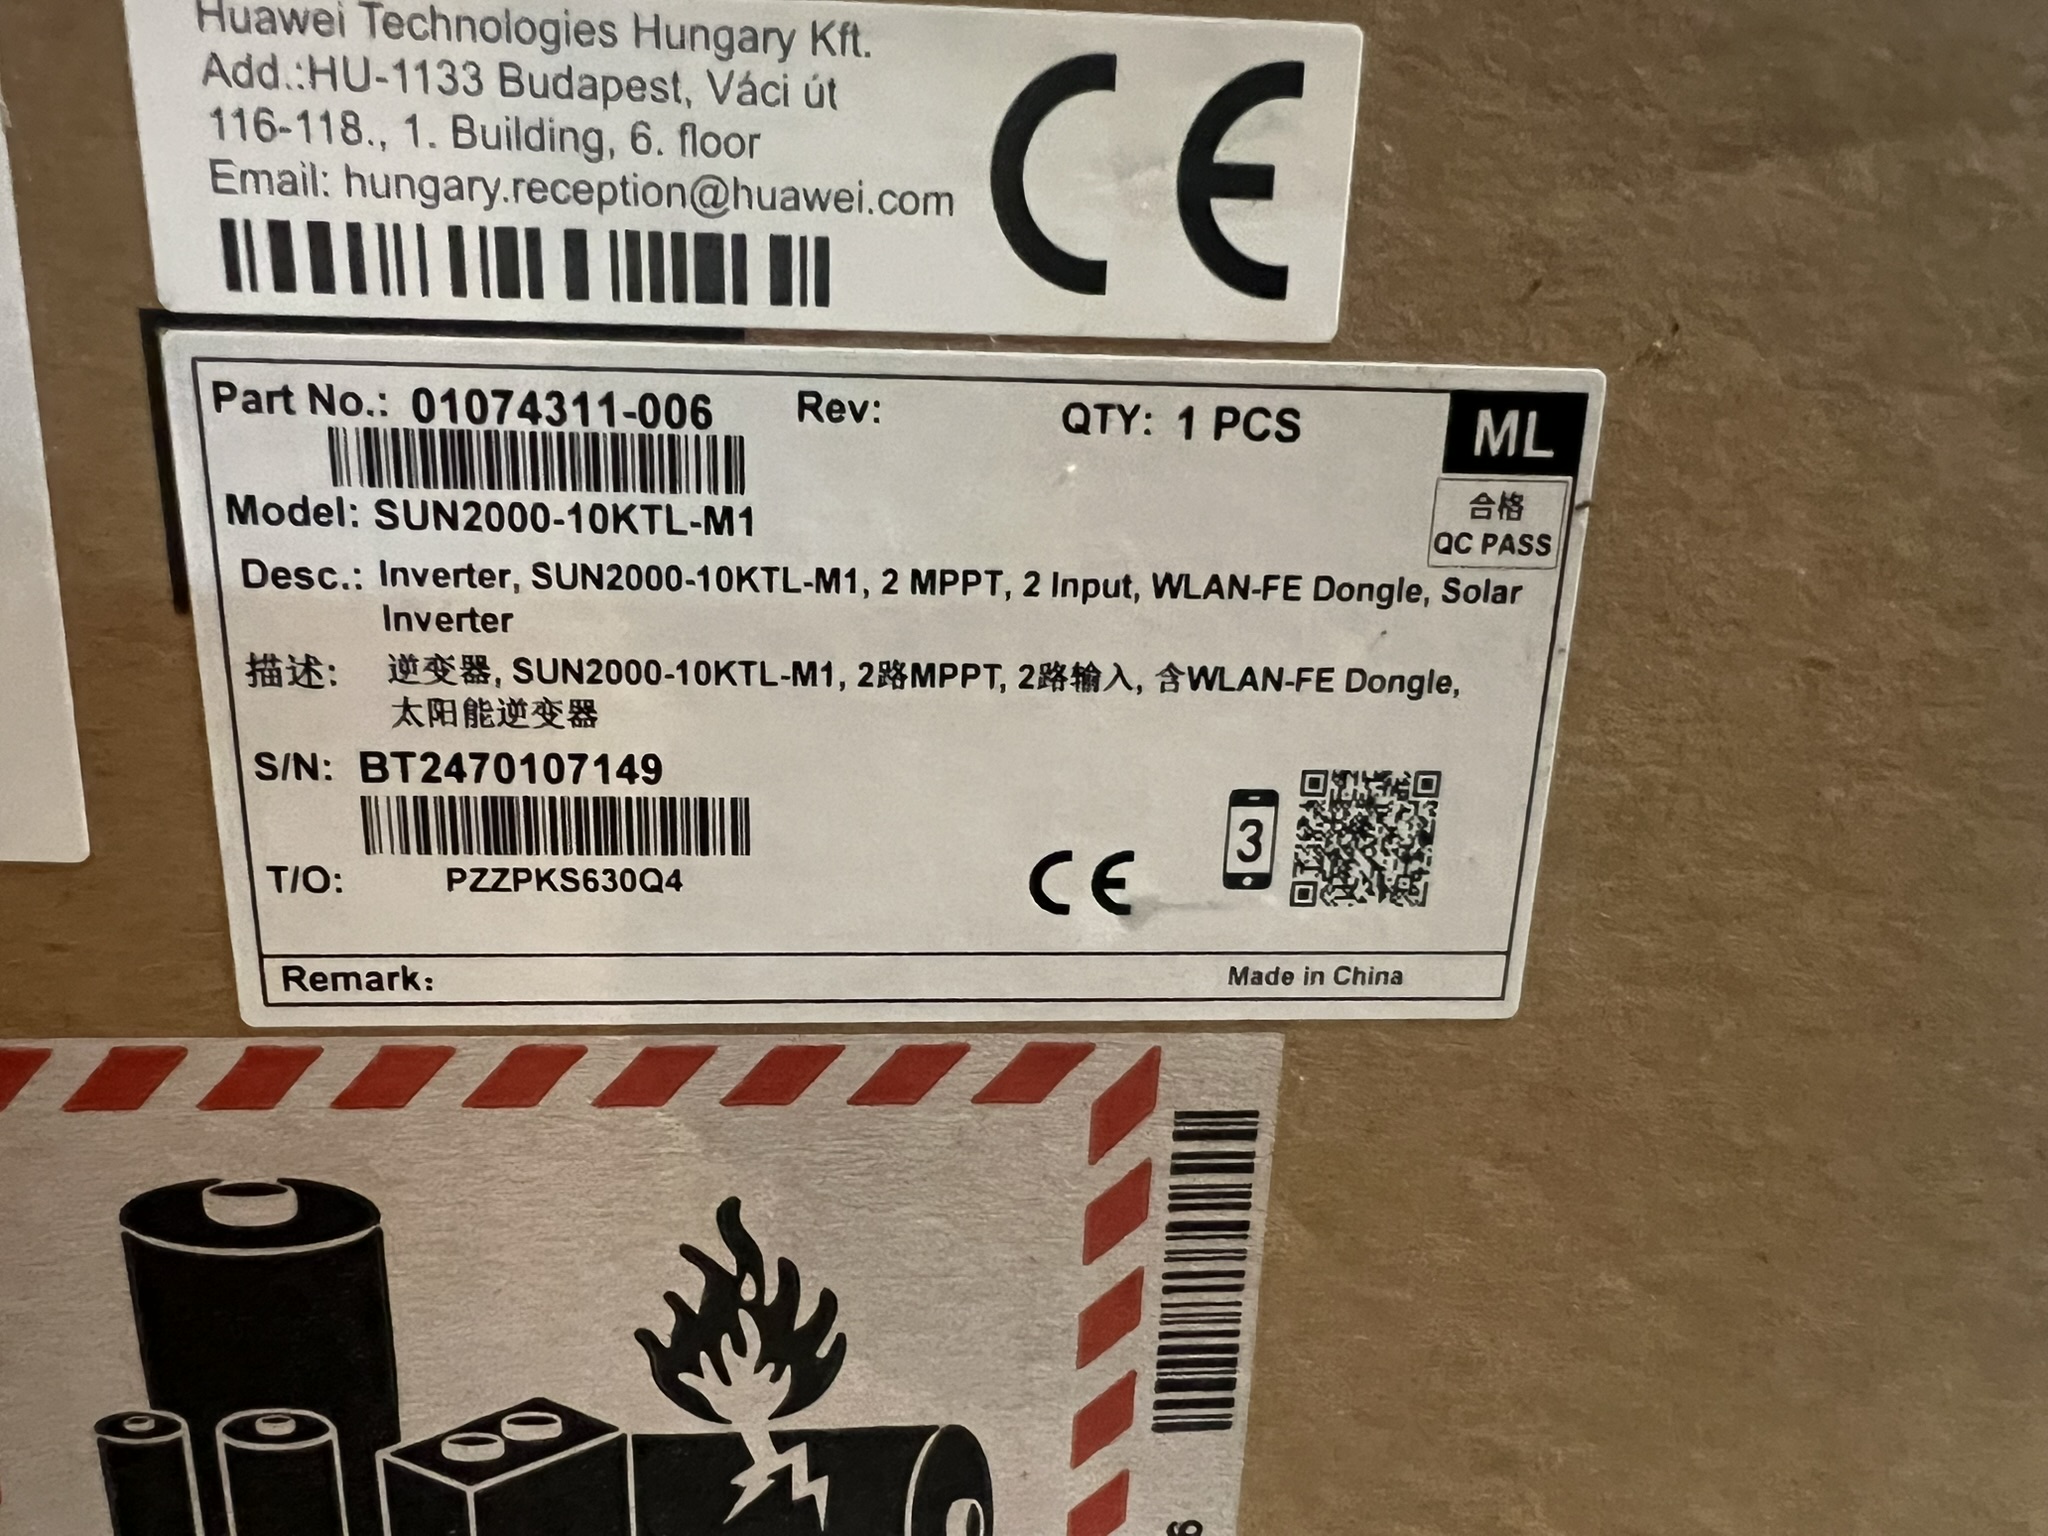 Huawei Technologies Hungary Kft.
Add.:HU-1133 Budapest, Váci út
116-118., 1. Building, 6. floor
Email: hungary.reception@huawei.com
CE
Part No.: 01074311-006 Rev: QTY: 1 PCS
ML
合格
QC PASS
Model: SUN2000-10KTL-M1
Desc.: Inverter, SUN2000-10KTL-M1, 2 MPPT, 2 Input, WLAN-FE Dongle, Solar
Inverter
描述: 逆变器, SUN2000-10KTL-M1, 2路MPPT, 2路输入, 含WLAN-FE Dongle,
太阳能逆变器
S/N: BT2470107149
3
T/O: PZZPKS630Q4
CE
Remark:
Made in China